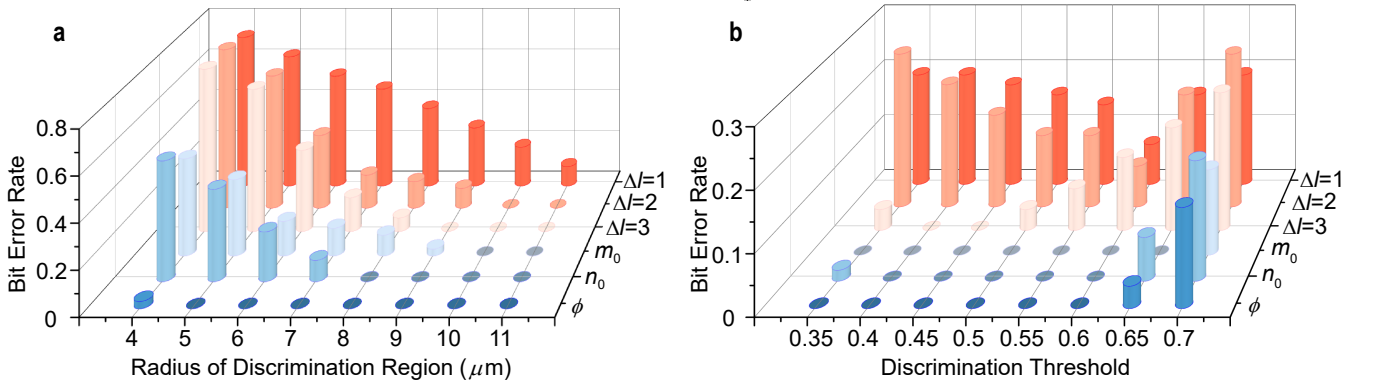 a
Bit Error Rate
0.8
0.6
0.4
0.2
0
4 5 6 7 8 9 10 11
Radius of Discrimination Region (μm)
Δl=1
Δl=2
Δl=3
m₀
n₀
ϕ
b
Bit Error Rate
0.3
0.2
0.1
0
0.35 0.4 0.45 0.5 0.55 0.6 0.65 0.7
Discrimination Threshold
Δl=1
Δl=2
Δl=3
m₀
n₀
ϕ